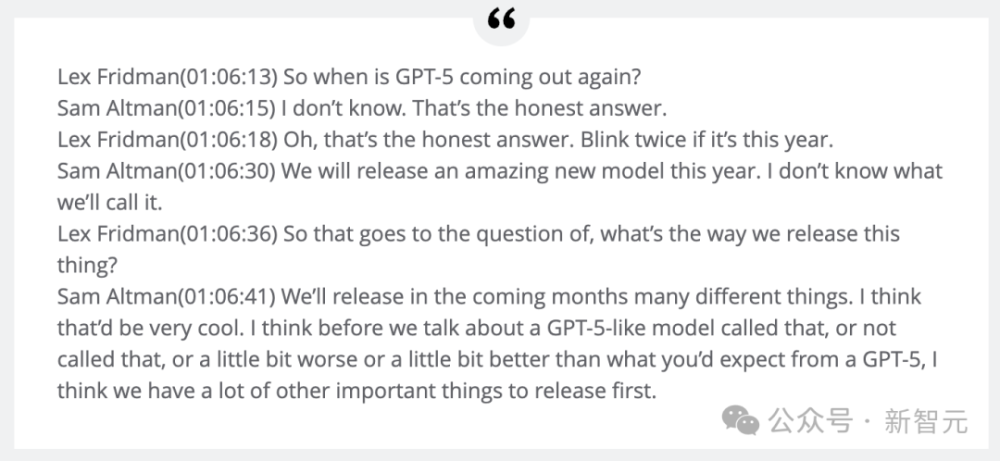 “
Lex Fridman(01:06:13) So when is GPT-5 coming out again?
Sam Altman(01:06:15) I don’t know. That’s the honest answer.
Lex Fridman(01:06:18) Oh, that’s the honest answer. Blink twice if it’s this year.
Sam Altman(01:06:30) We will release an amazing new model this year. I don’t know what
we’ll call it.
Lex Fridman(01:06:36) So that goes to the question of, what’s the way we release this
thing?
Sam Altman(01:06:41) We’ll release in the coming months many different things. I think
that’d be very cool. I think before we talk about a GPT-5-like model called that, or not
called that, or a little bit worse or a little bit better than what you’d expect from a GPT-5, I
think we have a lot of other important things to release first.
公众号 · 新智元